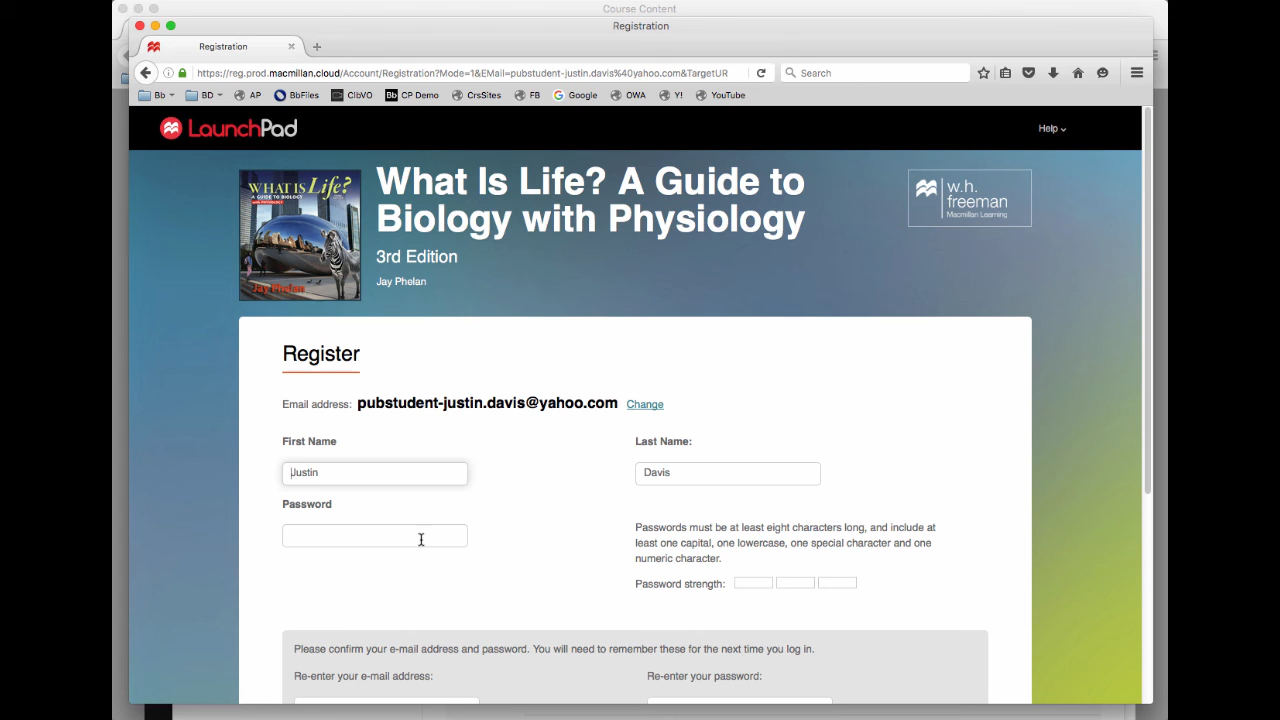 Course Content
Registration
Registration
https://reg.prod.macmillan.cloud/Account/Registration?Mode=1&EMail=pubstudent-justin.davis%40yahoo.com&TargetUR
Search
Bb
BD
AP
BbFiles
CIbVO
Bb CP Demo
CrsSites
FB
Google
OWA
Y!
YouTube
LaunchPad
Help
WHAT IS Life?
A GUIDE TO BIOLOGY
with PHYSIOLOGY
Jay Phelan
What Is Life? A Guide to
Biology with Physiology
3rd Edition
Jay Phelan
w.h.
freeman
Macmillan Learning
Register
Email address: pubstudent-justin.davis@yahoo.com Change
First Name
Last Name:
Justin
Davis
Password
Passwords must be at least eight characters long, and include at
least one capital, one lowercase, one special character and one
numeric character.
Password strength:
Please confirm your e-mail address and password. You will need to remember these for the next time you log in.
Re-enter your e-mail address:
Re-enter your password: